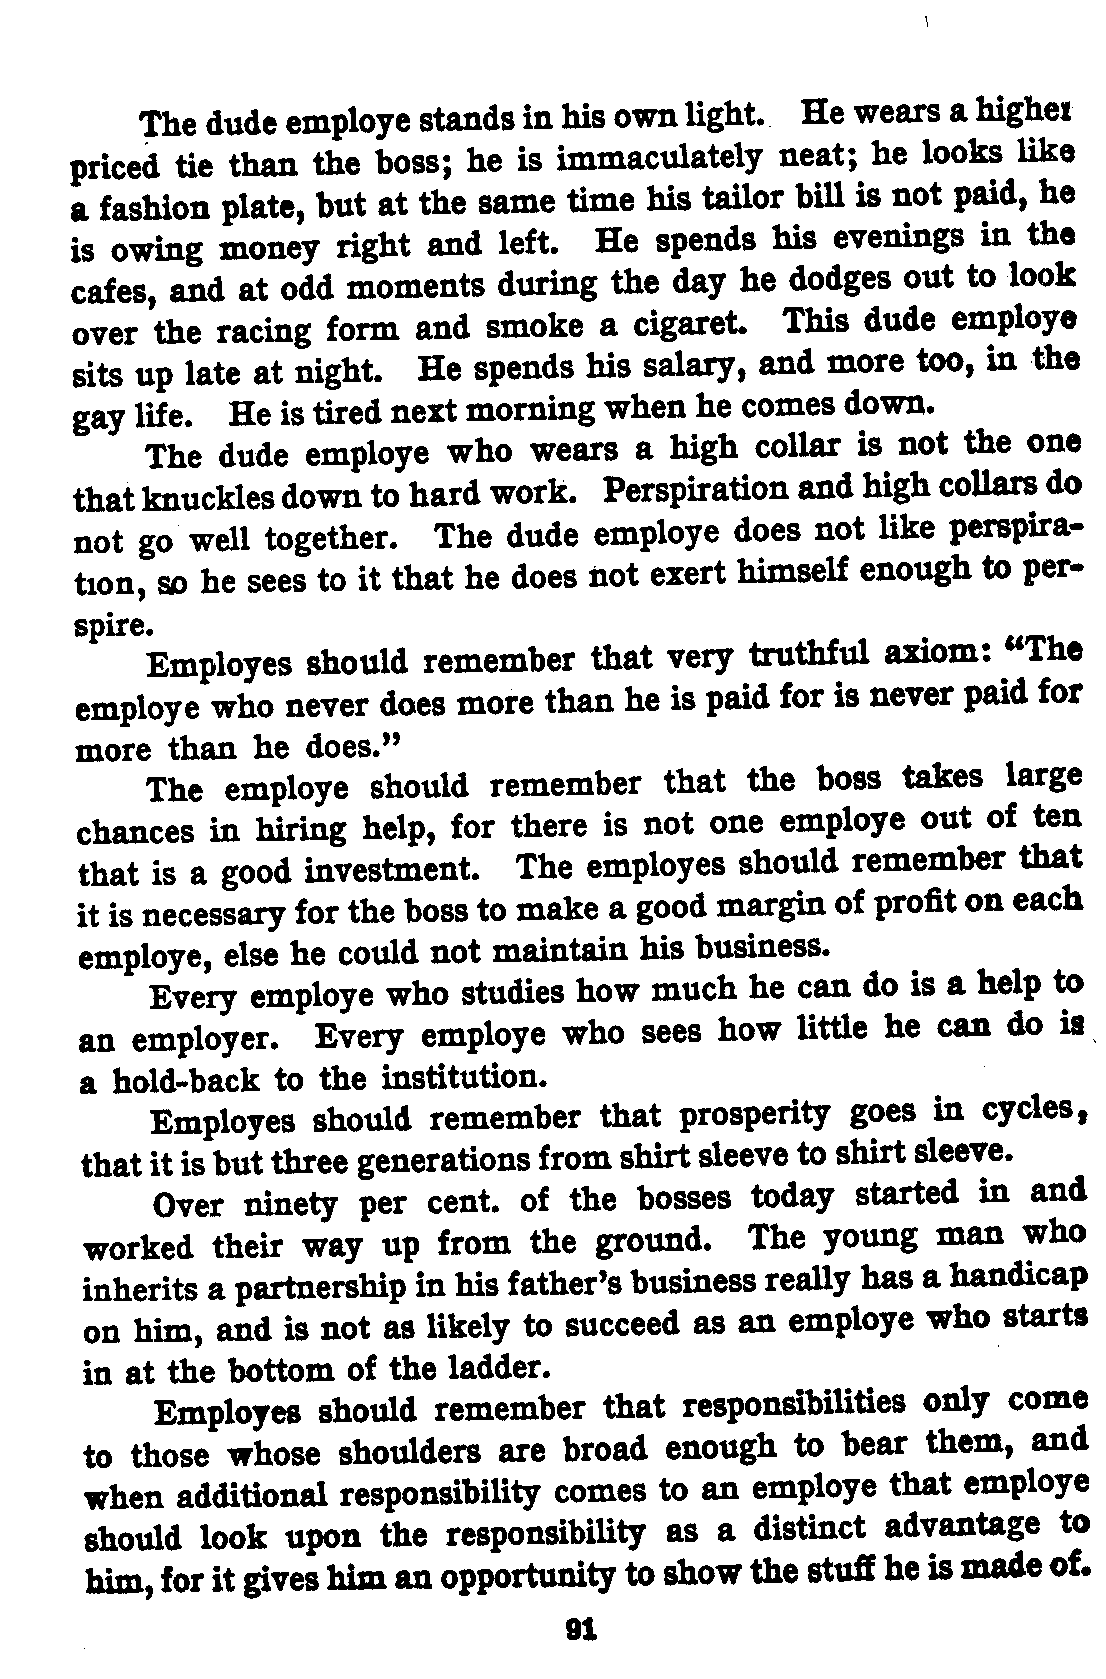 The dude employe stands in his own light. He wears a higher
priced tie than the boss; he is immaculately neat; he looks like
a fashion plate, but at the same time his tailor bill is not paid, he
is owing money right and left. He spends his evenings in the
cafes, and at odd moments during the day he dodges out to look
over the racing form and smoke a cigaret. This dude employe
sits up late at night. He spends his salary, and more too, in the
gay life. He is tired next morning when he comes down.
The dude employe who wears a high collar is not the one
that knuckles down to hard work. Perspiration and high collars do
not go well together. The dude employe does not like perspira-
tion, so he sees to it that he does not exert himself enough to per-
spire.
Employes should remember that very truthful axiom: “The
employe who never does more than he is paid for is never paid for
more than he does.”
The employe should remember that the boss takes large
chances in hiring help, for there is not one employe out of ten
that is a good investment. The employes should remember that
it is necessary for the boss to make a good margin of profit on each
employe, else he could not maintain his business.
Every employe who studies how much he can do is a help to
an employer. Every employe who sees how little he can do is
a hold-back to the institution.
Employes should remember that prosperity goes in cycles,
that it is but three generations from shirt sleeve to shirt sleeve.
Over ninety per cent. of the bosses today started in and
worked their way up from the ground. The young man who
inherits a partnership in his father’s business really has a handicap
on him, and is not as likely to succeed as an employe who starts
in at the bottom of the ladder.
Employes should remember that responsibilities only come
to those whose shoulders are broad enough to bear them, and
when additional responsibility comes to an employe that employe
should look upon the responsibility as a distinct advantage to
him, for it gives him an opportunity to show the stuff he is made of.
91